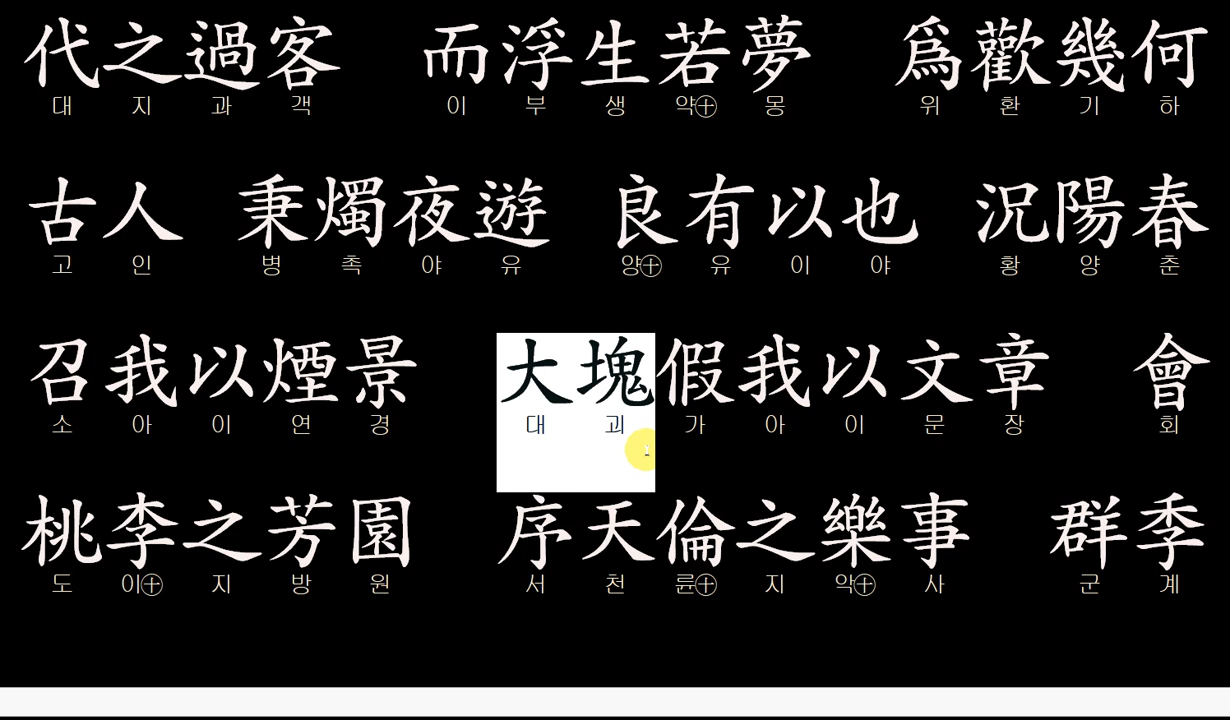 代之過客 而浮生若夢 爲歡幾何
대 지 과 객 이 부 생 약㊉ 몽 위 환 기 하
古人 秉燭夜遊 良有以也 況陽春
고 인 병 촉 야 유 양㊉ 유 이 야 황 양 춘
召我以煙景 大塊假我以文章 會
소 아 이 연 경 대 괴 가 아 이 문 장 회
桃李之芳園 序天倫之樂事 群季
도 이㊉ 지 방 원 서 천 륜㊉ 지 악㊉ 사 군 계